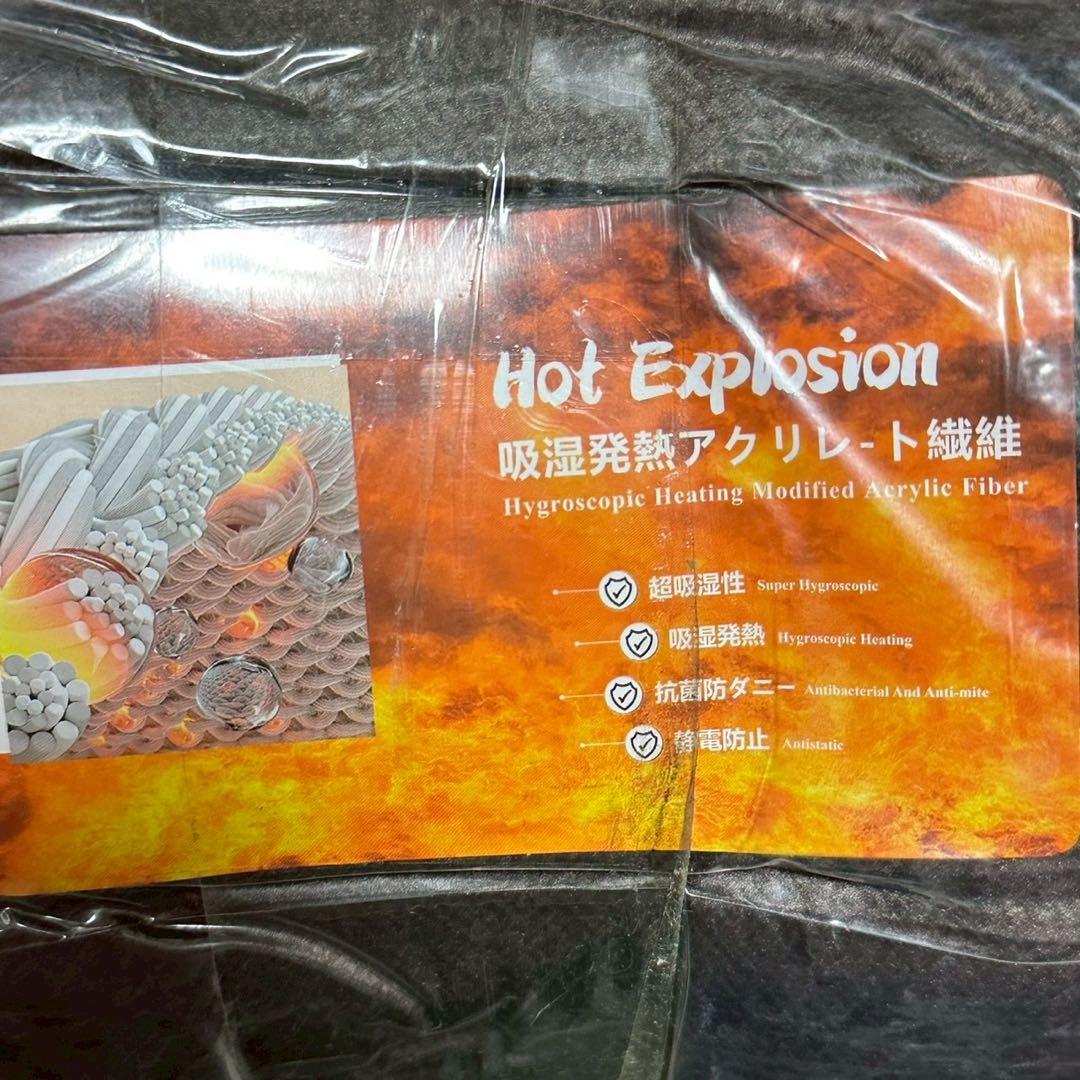 Hot Explosion
吸湿発熱アクリレ-ト繊維
Hygroscopic Heating Modified Acrylic Fiber
超吸湿性 Super Hygroscopic
吸湿発熱 Hygroscopic Heating
抗菌防ダニー Antibacterial And Anti-mite
静電防止 Antistatic